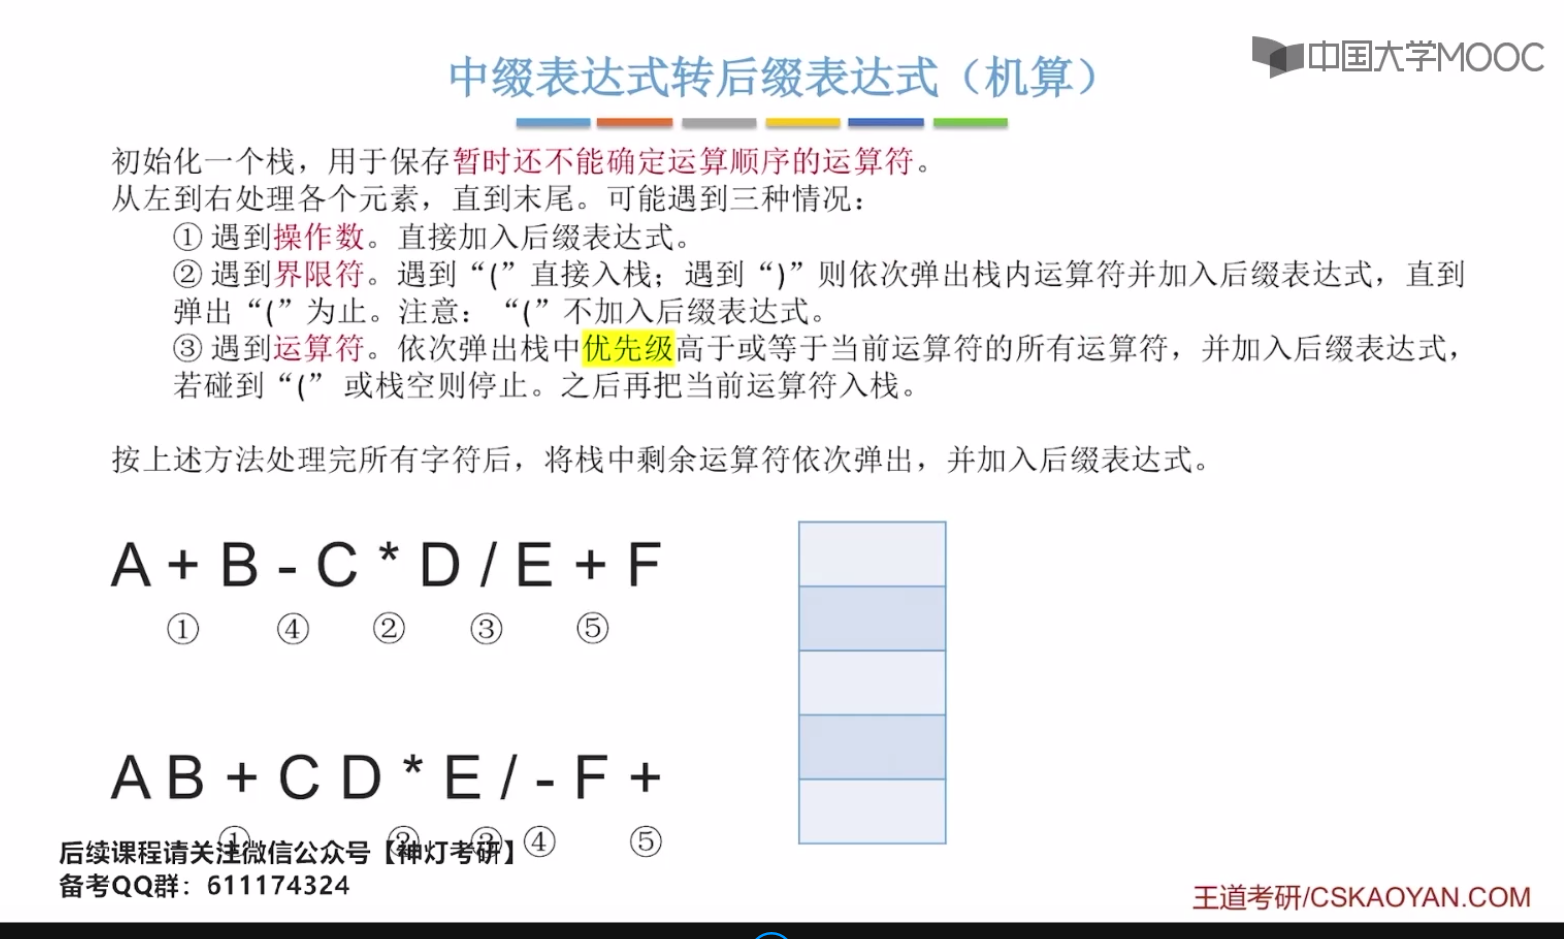 中国大学MOOC
中缀表达式转后缀表达式（机算）
初始化一个栈，用于保存暂时还不能确定运算顺序的运算符。
从左到右处理各个元素，直到末尾。可能遇到三种情况：
① 遇到操作数。直接加入后缀表达式。
② 遇到界限符。遇到“(”直接入栈；遇到“)”则依次弹出栈内运算符并加入后缀表达式，直到
弹出“(”为止。注意：“(”不加入后缀表达式。
③ 遇到运算符。依次弹出栈中优先级高于或等于当前运算符的所有运算符，并加入后缀表达式，
若碰到“(” 或栈空则停止。之后再把当前运算符入栈。
按上述方法处理完所有字符后，将栈中剩余运算符依次弹出，并加入后缀表达式。
A + B - C * D / E + F
① ④ ② ③ ⑤
A B + C D * E / - F +
① ② ③ ④ ⑤
后续课程请关注微信公众号【神灯考研】
备考QQ群：611174324
王道考研/CSKAOYAN.COM